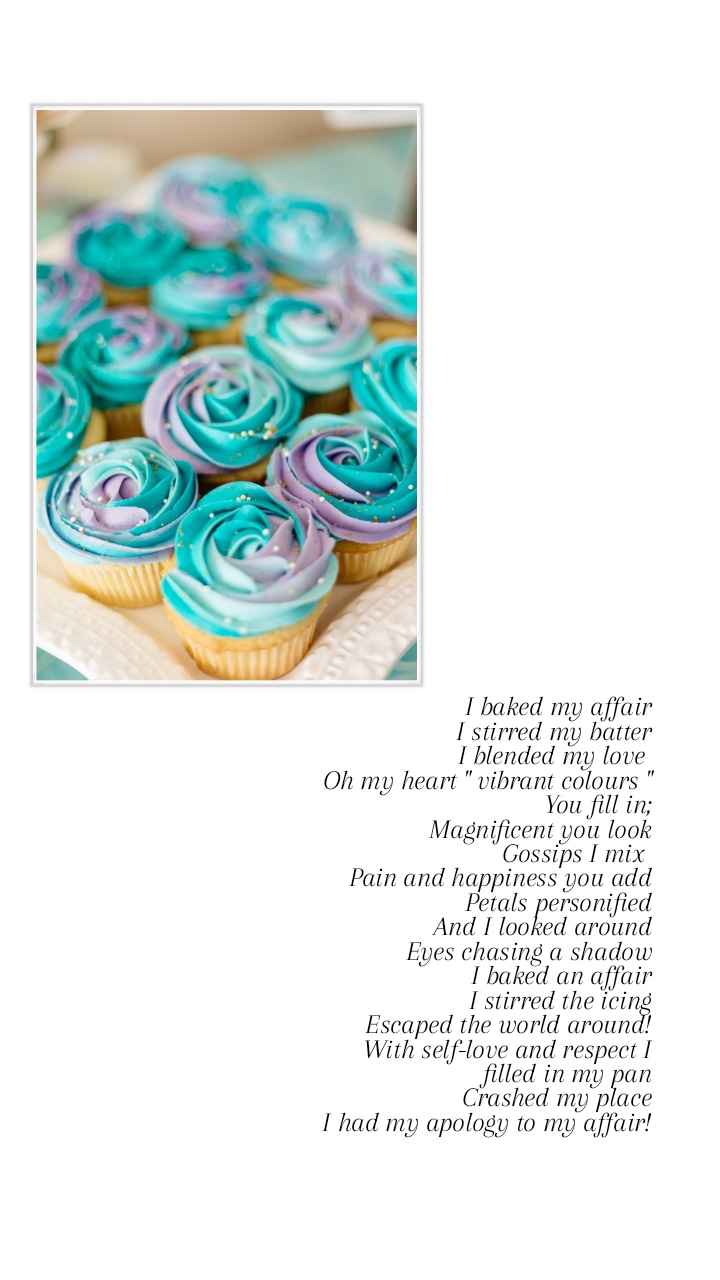 I baked my affair
I stirred my batter
I blended my love
Oh my heart " vibrant colours "
You fill in;
Magnificent you look
Gossips I mix
Pain and happiness you add
Petals personified
And I looked around
Eyes chasing a shadow
I baked an affair
I stirred the icing
Escaped the world around!
With self-love and respect I
filled in my pan
Crashed my place
I had my apology to my affair!